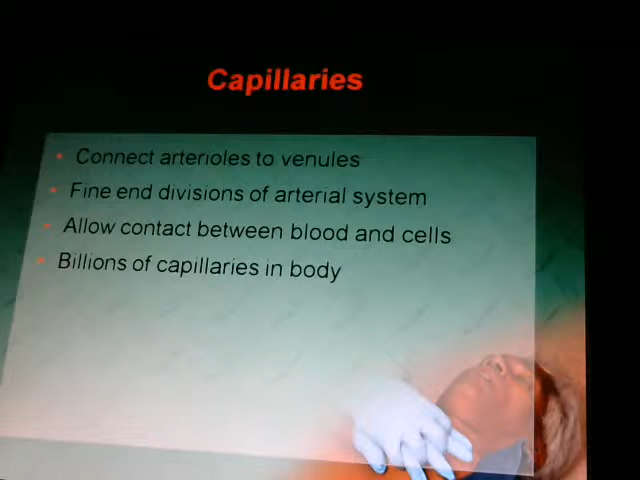 Capillaries
Connect arterioles to venules
Fine end divisions of arterial system
Allow contact between blood and cells
Billions of capillaries in body